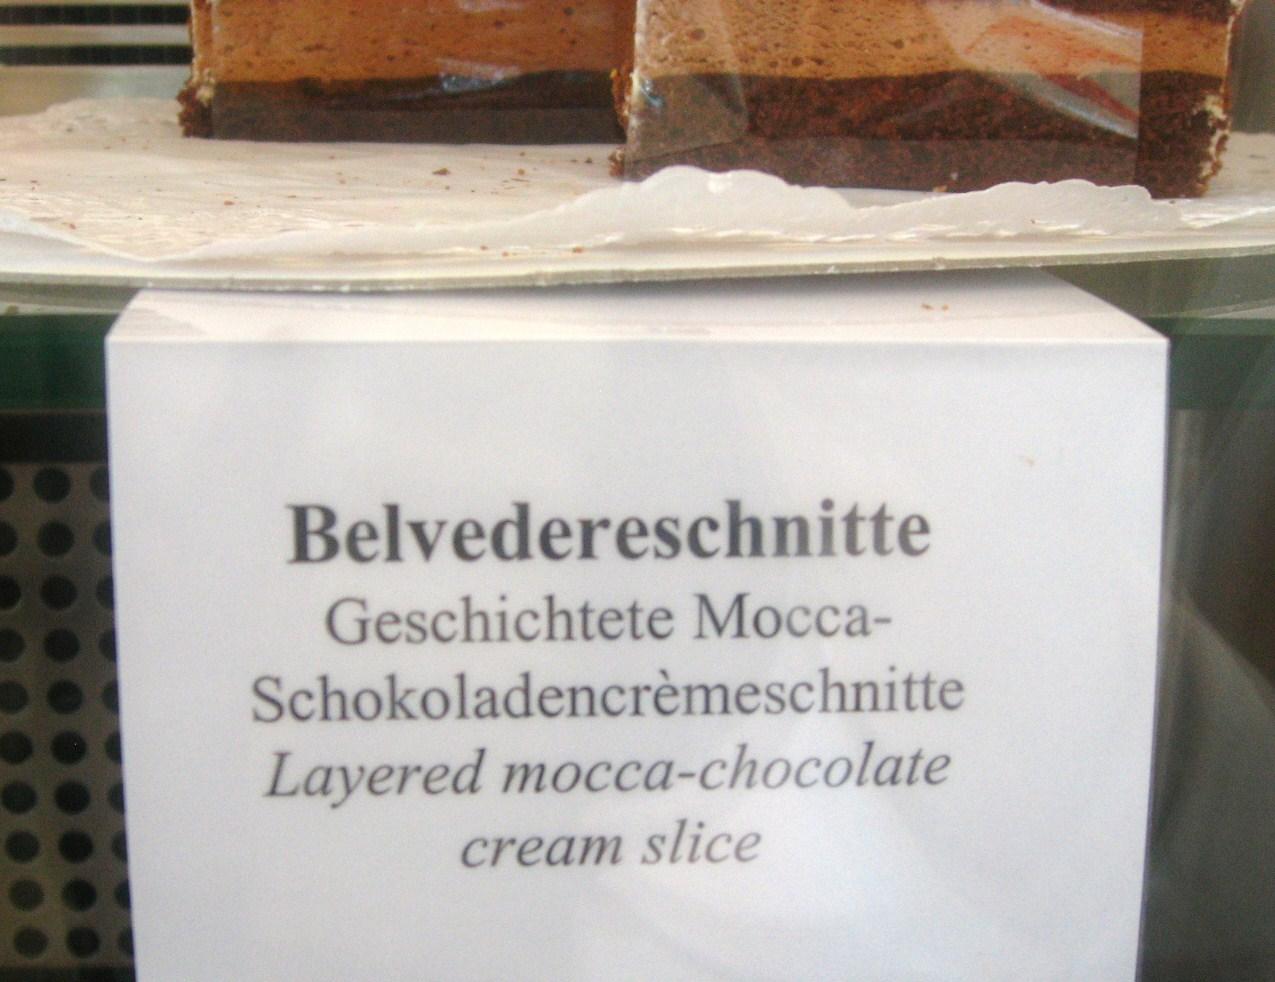 Belvedereschnitte
Geschichtete Mocca-
Schokoladencrèmeschnitte
Layered mocca-chocolate
cream slice